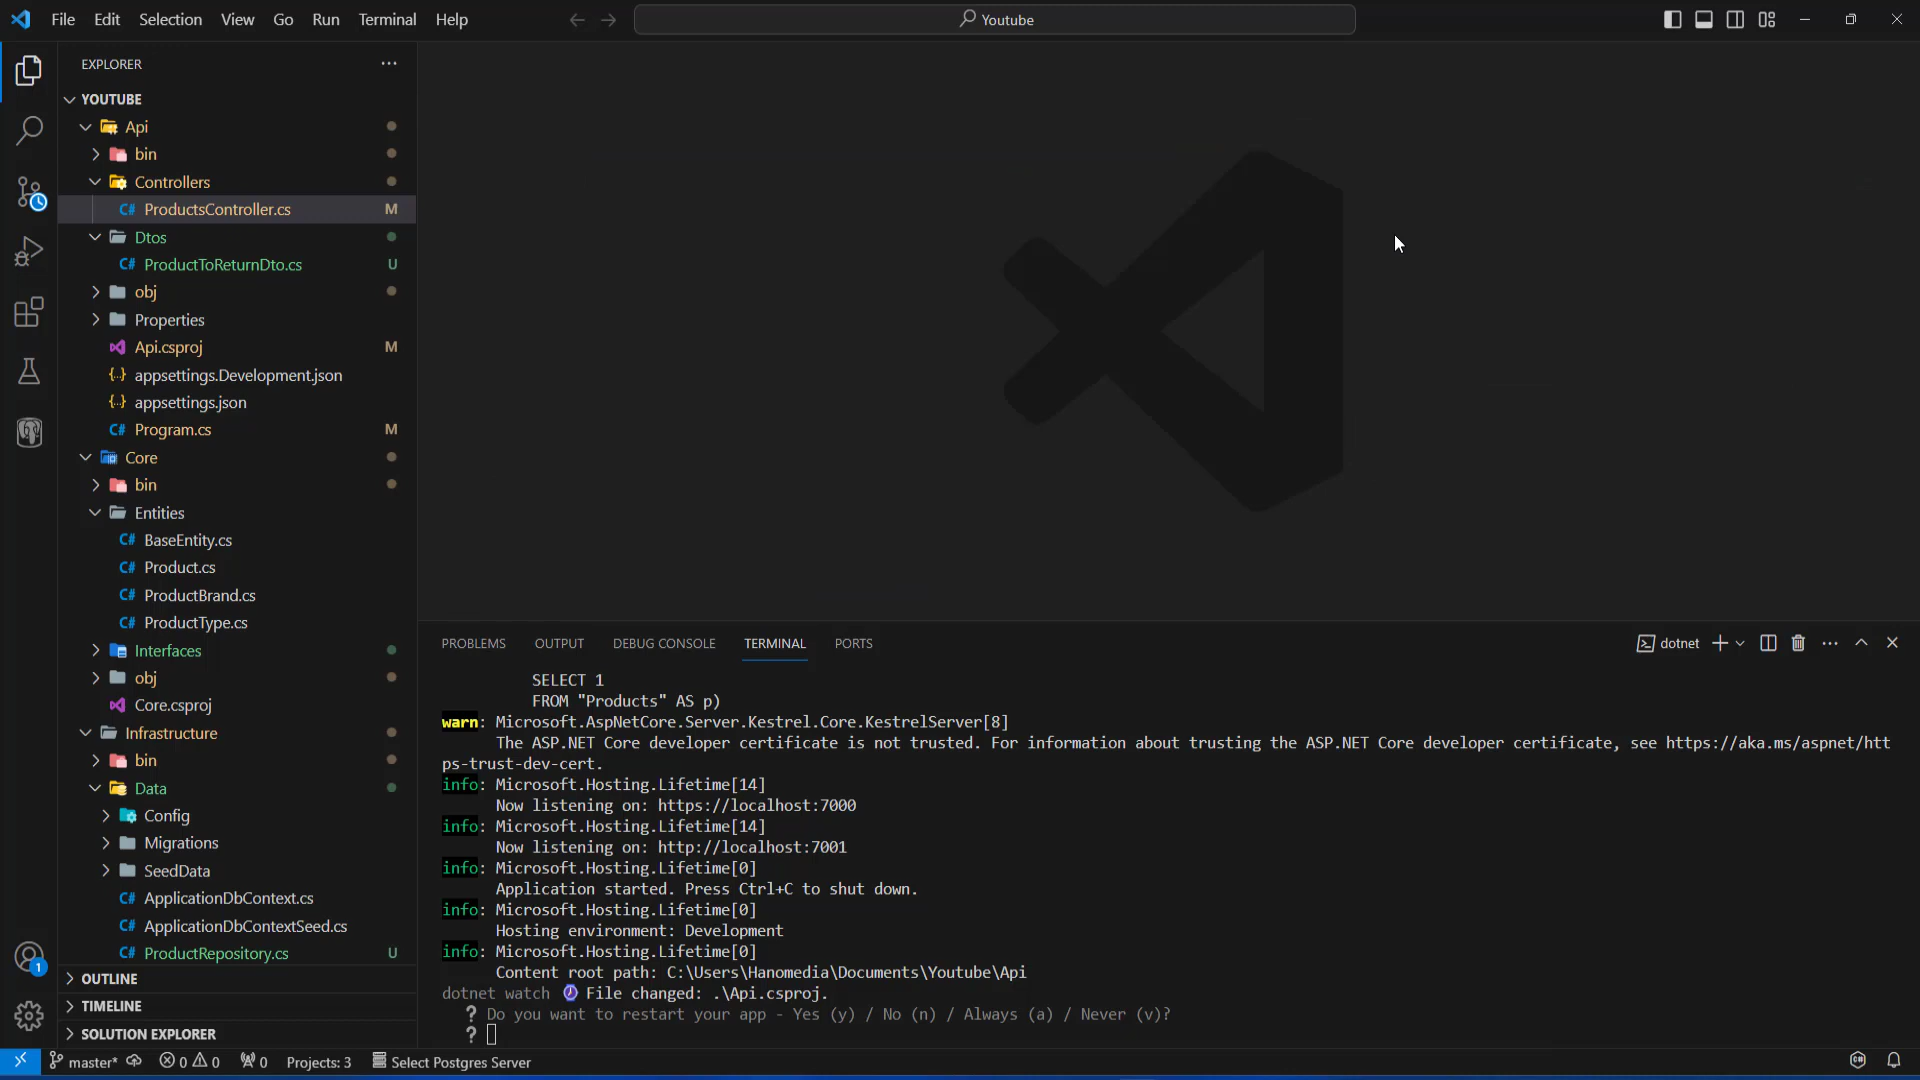 File Edit Selection View Go Run Terminal Help
Youtube
EXPLORER
YOUTUBE
Api
bin
Controllers
C# ProductsController.cs M
Dtos
C# ProductToReturnDto.cs U
obj
Properties
Api.csproj M
{..} appsettings.Development.json
{..} appsettings.json
C# Program.cs M
Core
bin
Entities
C# BaseEntity.cs
C# Product.cs
C# ProductBrand.cs
C# ProductType.cs
Interfaces
obj
Core.csproj
Infrastructure
bin
Data
Config
Migrations
SeedData
C# ApplicationDbContext.cs
C# ApplicationDbContextSeed.cs
C# ProductRepository.cs U
OUTLINE
TIMELINE
SOLUTION EXPLORER
1
PROBLEMS OUTPUT DEBUG CONSOLE TERMINAL PORTS
dotnet
SELECT 1
FROM "Products" AS p)
warn: Microsoft.AspNetCore.Server.Kestrel.Core.KestrelServer[8]
The ASP.NET Core developer certificate is not trusted. For information about trusting the ASP.NET Core developer certificate, see https://aka.ms/aspnet/htt
ps-trust-dev-cert.
info: Microsoft.Hosting.Lifetime[14]
Now listening on: https://localhost:7000
info: Microsoft.Hosting.Lifetime[14]
Now listening on: http://localhost:7001
info: Microsoft.Hosting.Lifetime[0]
Application started. Press Ctrl+C to shut down.
info: Microsoft.Hosting.Lifetime[0]
Hosting environment: Development
info: Microsoft.Hosting.Lifetime[0]
Content root path: C:\Users\Hanomedia\Documents\Youtube\Api
dotnet watch ⌚ File changed: .\Api.csproj.
? Do you want to restart your app - Yes (y) / No (n) / Always (a) / Never (v)?
?
master* 0 0 0 Projects: 3 Select Postgres Server